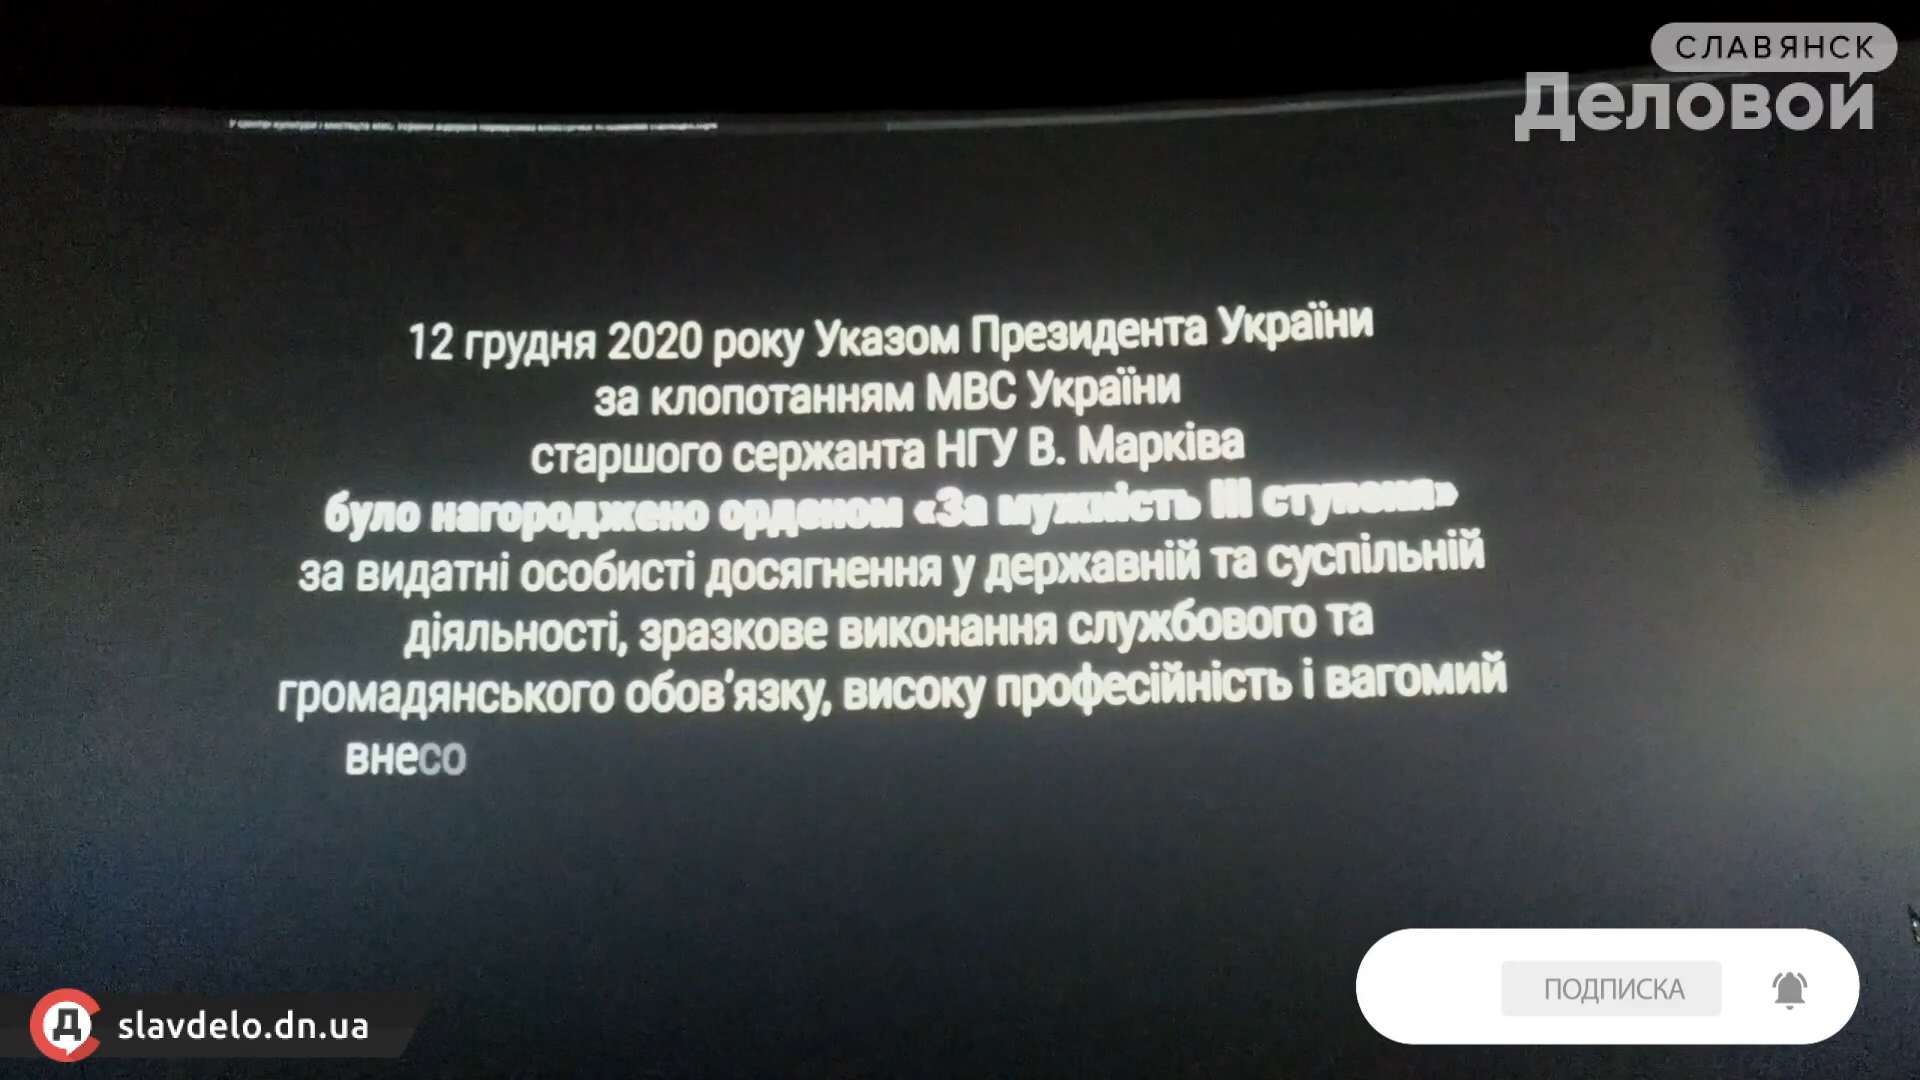 СЛАВЯНСК
Деловой
12 грудня 2020 року Указом Президента України
за клопотанням МВС України
старшого сержанта НГУ В. Марківа
було нагороджено орденом «За мужність III ступеня»
за видатні особисті досягнення у державній та суспільній
діяльності, зразкове виконання службового та
громадянського обов'язку, високу професійність і вагомий
внесо
ПОДПИСКА
slavdelo.dn.ua